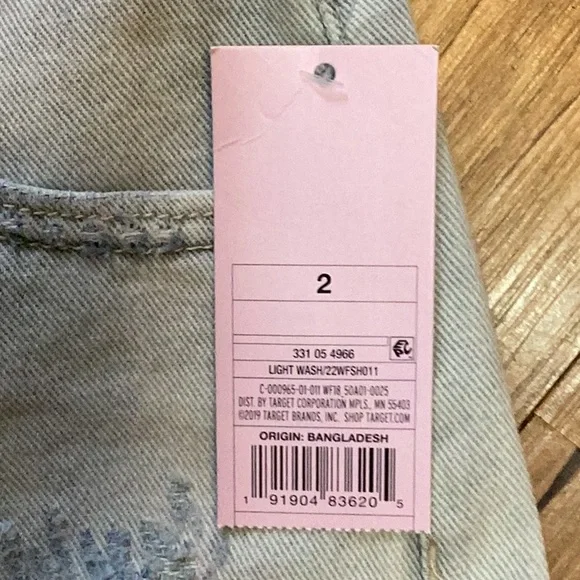 2
331 05 4966
LIGHT WASH/22WFSH011
C-000965-01-011 WF18_50A01-0025
DIST. BY TARGET CORPORATION MPLS., MN 55403
©2019 TARGET BRANDS, INC. SHOP TARGET.COM
ORIGIN: BANGLADESH
1 91904 83620 5